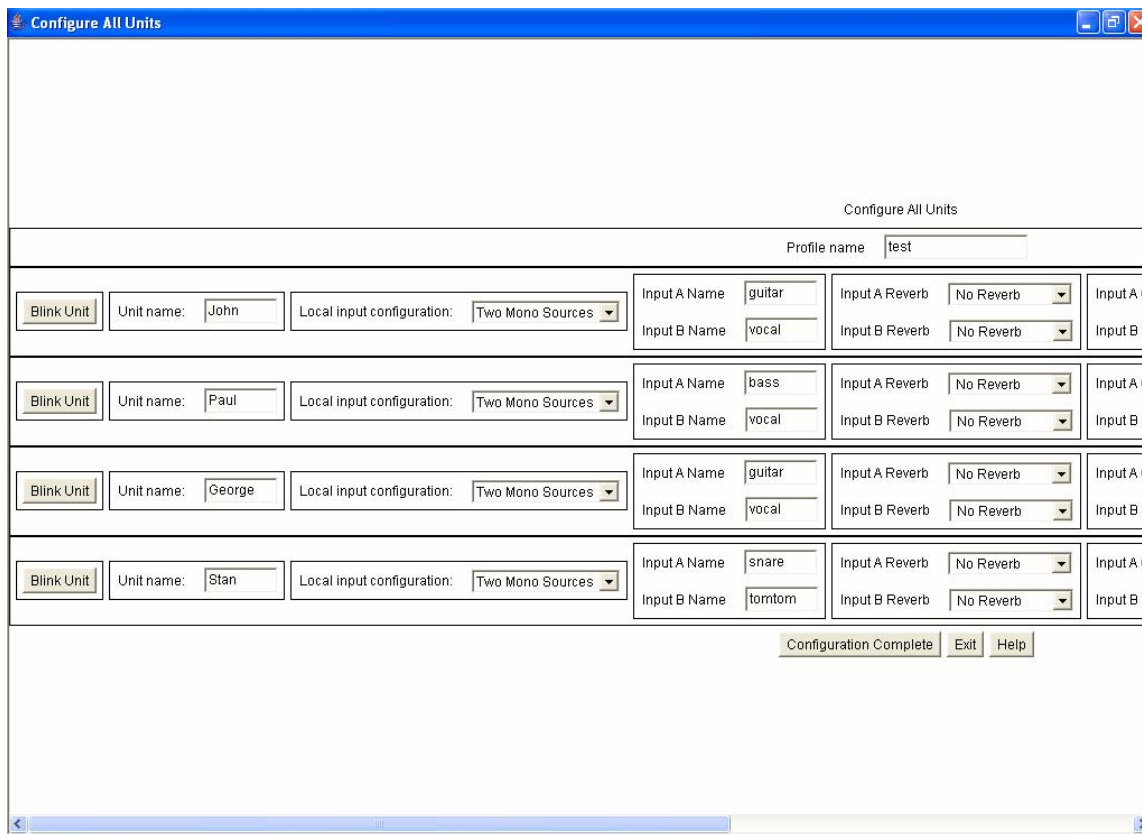 Configure All Units
Configure All Units
Profile name test
Blink Unit Unit name: John Local input configuration: Two Mono Sources Input A Name guitar Input A Reverb No Reverb Input A
Input B Name vocal Input B Reverb No Reverb Input B
Blink Unit Unit name: Paul Local input configuration: Two Mono Sources Input A Name bass Input A Reverb No Reverb Input A
Input B Name vocal Input B Reverb No Reverb Input B
Blink Unit Unit name: George Local input configuration: Two Mono Sources Input A Name guitar Input A Reverb No Reverb Input A
Input B Name vocal Input B Reverb No Reverb Input B
Blink Unit Unit name: Stan Local input configuration: Two Mono Sources Input A Name snare Input A Reverb No Reverb Input A
Input B Name tomtom Input B Reverb No Reverb Input B
Configuration Complete Exit Help